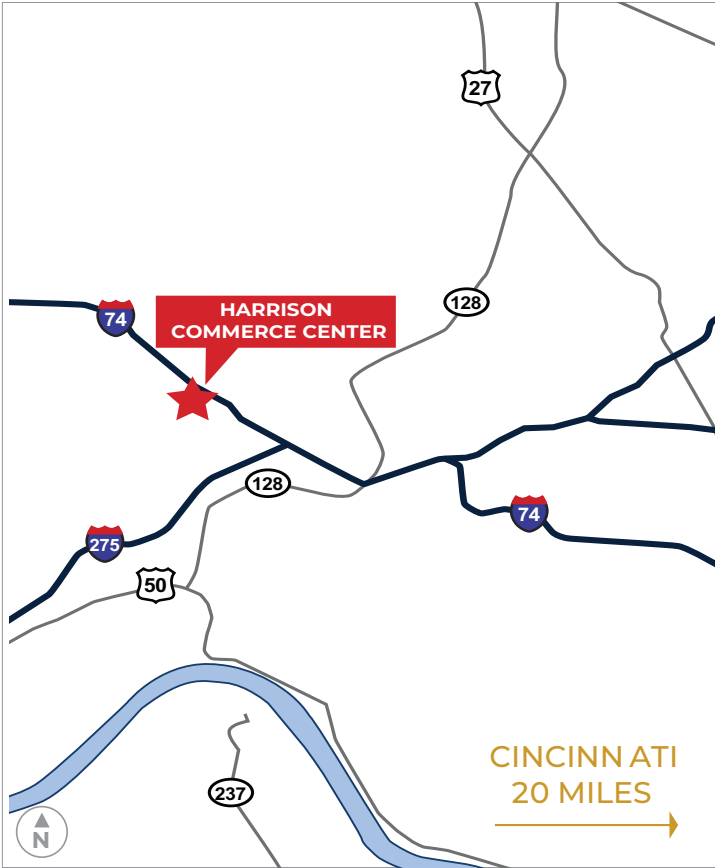 27
128
74
HARRISON
COMMERCE CENTER
128
74
275
50
CINCINN ATI
20 MILES
237
N